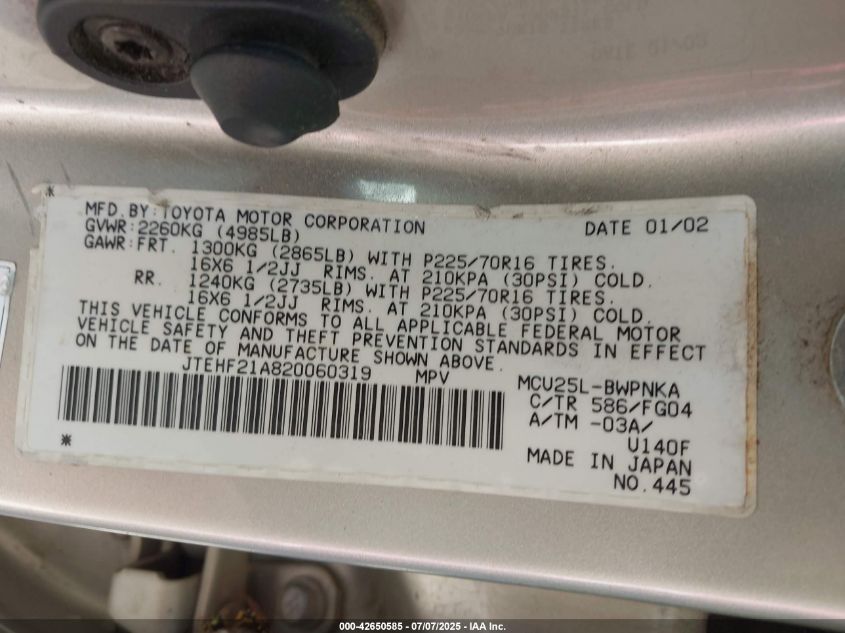 MFD.BY:TOYOTA MOTOR CORPORATION DATE 01/02
GVWR:2260KG (4985LB)
GAWR:FRT. 1300KG (2865LB) WITH P225/70R16 TIRES.
16X6 1/2JJ RIMS. AT 210KPA (30PSI) COLD.
RR. 1240KG (2735LB) WITH P225/70R16 TIRES.
16X6 1/2JJ RIMS. AT 210KPA (30PSI) COLD.
THIS VEHICLE CONFORMS TO ALL APPLICABLE FEDERAL MOTOR
VEHICLE SAFETY AND THEFT PREVENTION STANDARDS IN EFFECT
ON THE DATE OF MANUFACTURE SHOWN ABOVE.
JTEHF21A820060319 MPV
MCU25L-BWPNKA
C/TR 586/FG04
A/TM -03A/
U140F
MADE IN JAPAN
NO.445
000-42650585 - 07/07/2025 - IAA Inc.